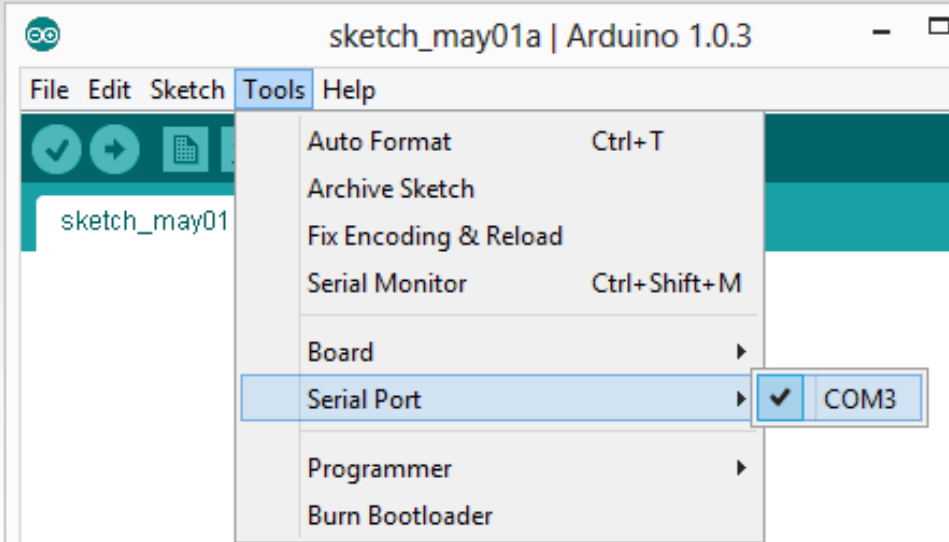 sketch_may01a | Arduino 1.0.3
File Edit Sketch Tools Help
Auto Format Ctrl+T
Archive Sketch
sketch_may01
Fix Encoding & Reload
Serial Monitor Ctrl+Shift+M
Board
Serial Port
COM3
Programmer
Burn Bootloader